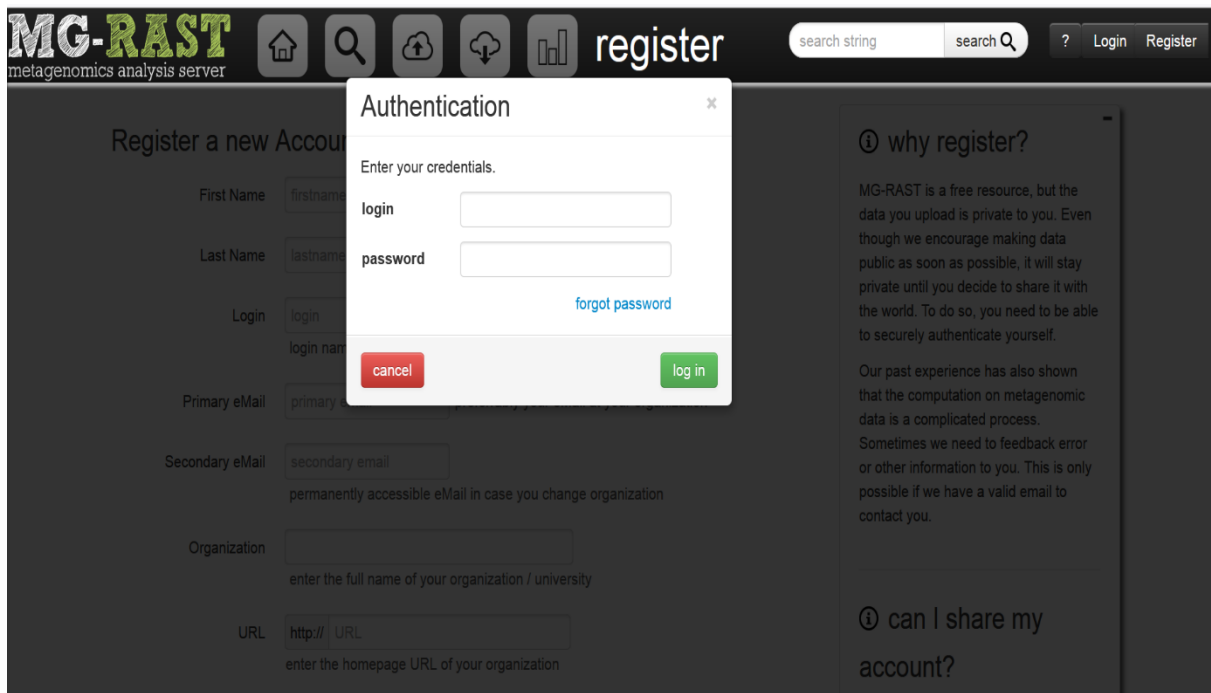 MG-RAST
metagenomics analysis server
register
search string
search
?
Login
Register
Authentication
Enter your credentials.
login
password
forgot password
cancel
log in
Register a new Accoun
First Name
firstname
Last Name
lastname
Login
login
login nam
Primary eMail
primary email
preferably your email at your organization
Secondary eMail
secondary email
permanently accessible eMail in case you change organization
Organization
enter the full name of your organization / university
URL
http://
URL
enter the homepage URL of your organization
why register?
MG-RAST is a free resource, but the
data you upload is private to you. Even
though we encourage making data
public as soon as possible, it will stay
private until you decide to share it with
the world. To do so, you need to be able
to securely authenticate yourself.
Our past experience has also shown
that the computation on metagenomic
data is a complicated process.
Sometimes we need to feedback error
or other information to you. This is only
possible if we have a valid email to
contact you.
can I share my
account?